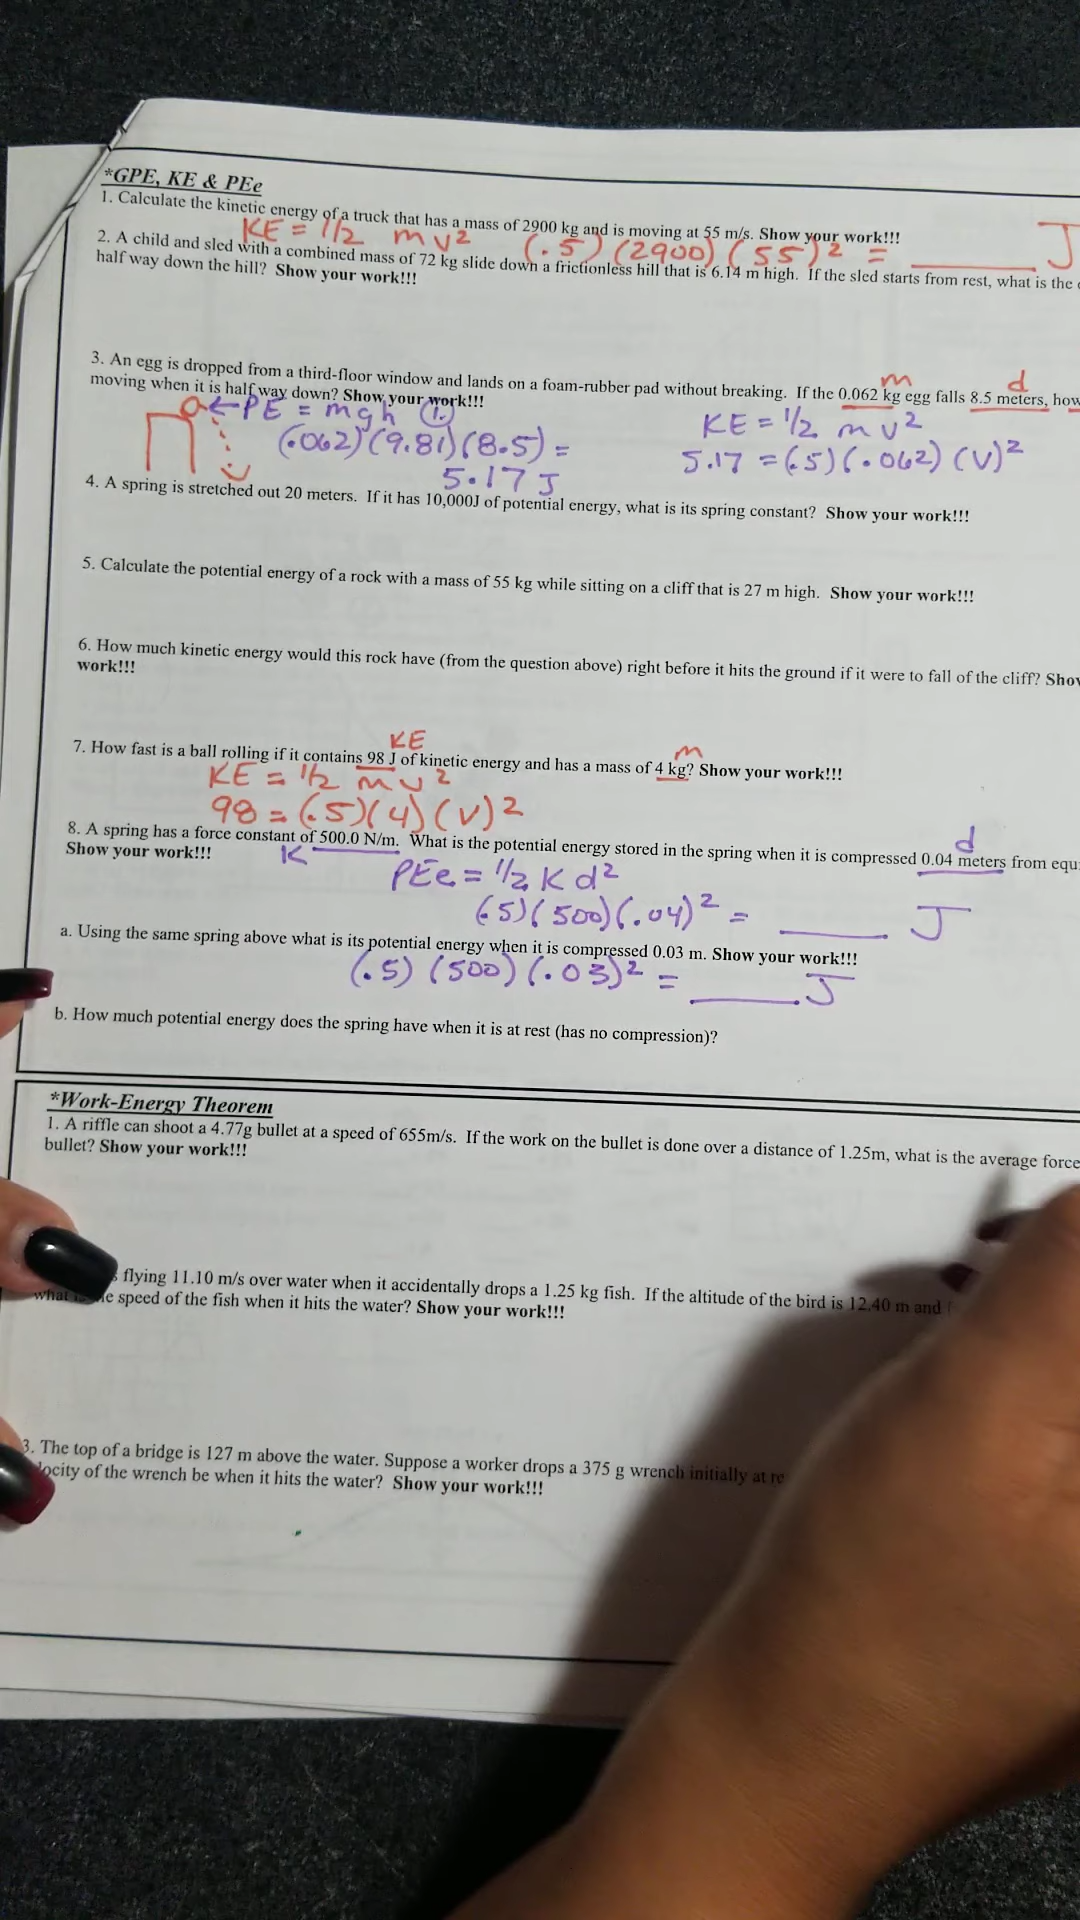 *GPE, KE & PEe
1. Calculate the kinetic energy of a truck that has a mass of 2900 kg and is moving at 55 m/s. Show your work!!!
KE = 1/2 m v² (.5) (2900) (55)² = ______ J
2. A child and sled with a combined mass of 72 kg slide down a frictionless hill that is 6.14 m high. If the sled starts from rest, what is the
half way down the hill? Show your work!!!
m d
3. An egg is dropped from a third-floor window and lands on a foam-rubber pad without breaking. If the 0.062 kg egg falls 8.5 meters, how
moving when it is half way down? Show your work!!!
←PE = mgh (1.) KE = 1/2 m v²
(.062) (9.81) (8.5) = 5.17 = (.5) (.062) (V)²
5.17 J
4. A spring is stretched out 20 meters. If it has 10,000J of potential energy, what is its spring constant? Show your work!!!
5. Calculate the potential energy of a rock with a mass of 55 kg while sitting on a cliff that is 27 m high. Show your work!!!
6. How much kinetic energy would this rock have (from the question above) right before it hits the ground if it were to fall of the cliff? Show
work!!!
KE m
7. How fast is a ball rolling if it contains 98 J of kinetic energy and has a mass of 4 kg? Show your work!!!
KE = 1/2 m v²
98 = (.5)(4)(V)²
d
8. A spring has a force constant of 500.0 N/m. What is the potential energy stored in the spring when it is compressed 0.04 meters from
Show your work!!! K
PEe = 1/2 K d²
(.5)(500)(.04)² = ______ J
a. Using the same spring above what is its potential energy when it is compressed 0.03 m. Show your work!!!
(.5) (500) (.03)² = ______ J
b. How much potential energy does the spring have when it is at rest (has no compression)?
*Work-Energy Theorem
1. A riffle can shoot a 4.77g bullet at a speed of 655m/s. If the work on the bullet is done over a distance of 1.25m, what is the average force
bullet? Show your work!!!
flying 11.10 m/s over water when it accidentally drops a 1.25 kg fish. If the altitude of the bird is 12.40 m and
what speed of the fish when it hits the water? Show your work!!!
3. The top of a bridge is 127 m above the water. Suppose a worker drops a 375 g wrench initially at
of the wrench be when it hits the water? Show your work!!!